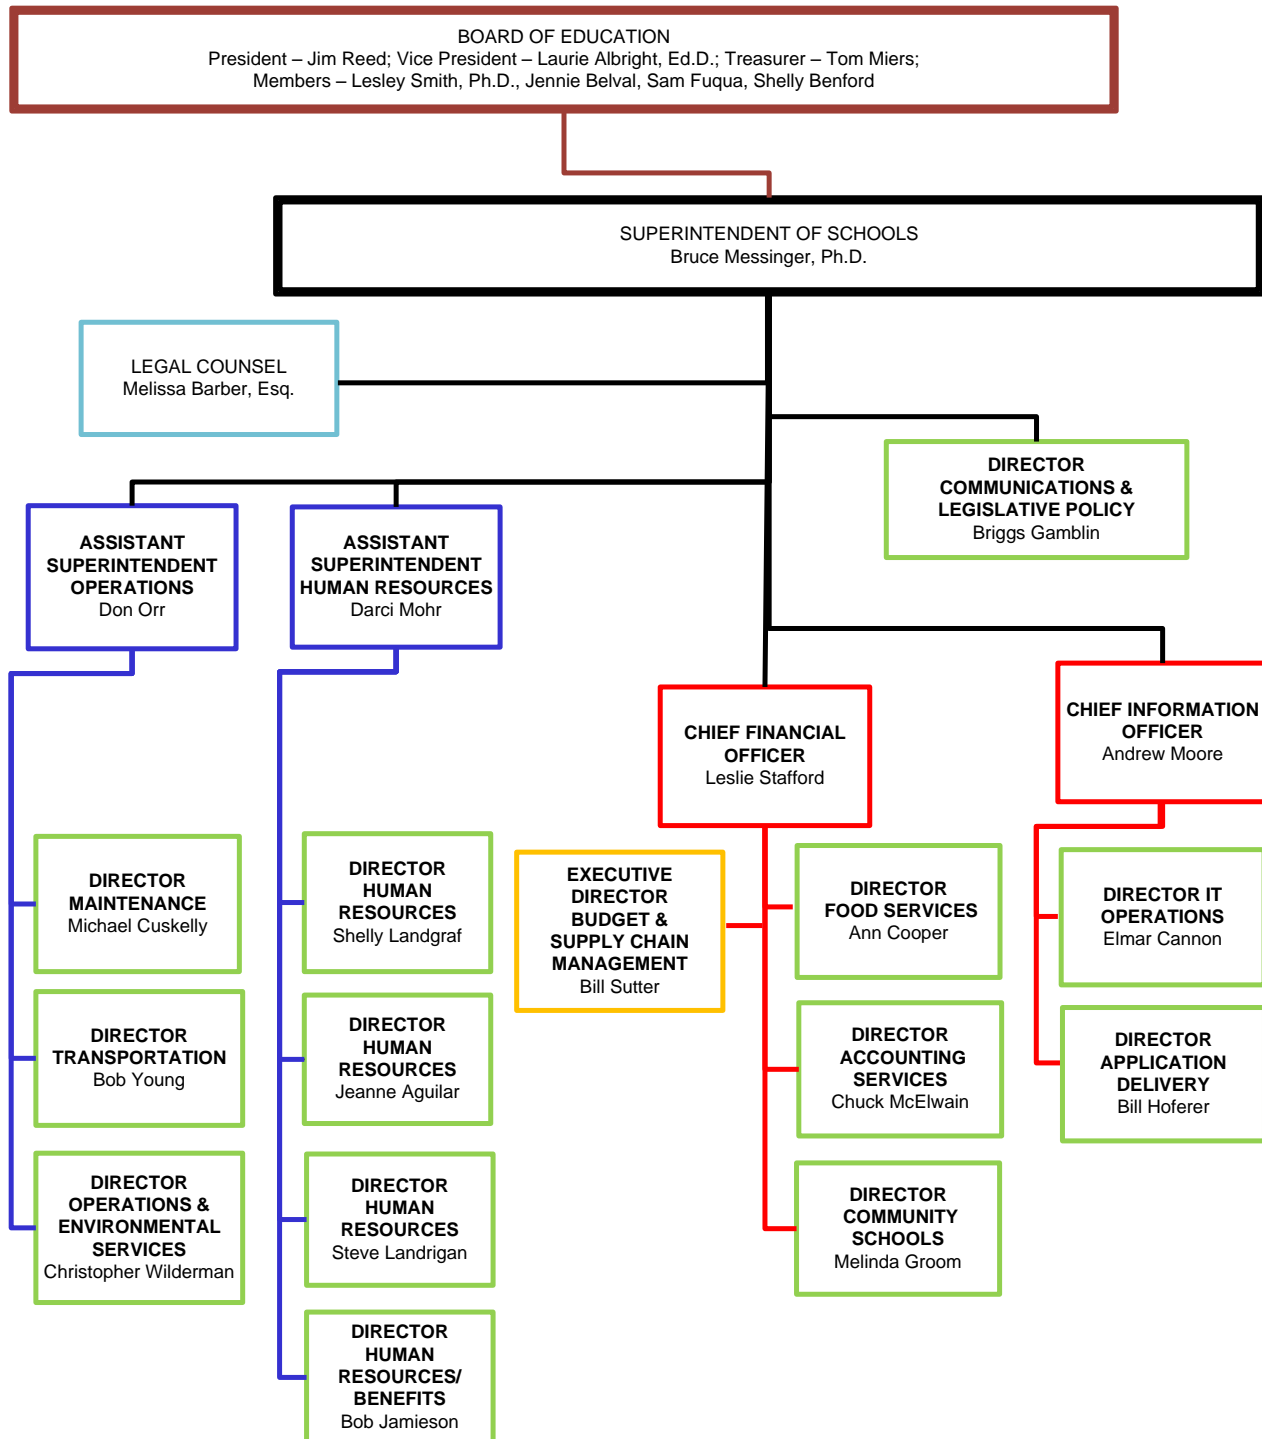 BOARD OF EDUCATION
President – Jim Reed; Vice President – Laurie Albright, Ed.D.; Treasurer – Tom Miers;
Members – Lesley Smith, Ph.D., Jennie Belval, Sam Fuqua, Shelly Benford
SUPERINTENDENT OF SCHOOLS
Bruce Messinger, Ph.D.
LEGAL COUNSEL
Melissa Barber, Esq.
DIRECTOR
COMMUNICATIONS &
LEGISLATIVE POLICY
Briggs Gamblin
ASSISTANT
SUPERINTENDENT
OPERATIONS
Don Orr
ASSISTANT
SUPERINTENDENT
HUMAN RESOURCES
Darci Mohr
CHIEF FINANCIAL
OFFICER
Leslie Stafford
CHIEF INFORMATION
OFFICER
Andrew Moore
DIRECTOR
MAINTENANCE
Michael Cuskelly
DIRECTOR
HUMAN
RESOURCES
Shelly Landgraf
EXECUTIVE
DIRECTOR
BUDGET &
SUPPLY CHAIN
MANAGEMENT
Bill Sutter
DIRECTOR
FOOD SERVICES
Ann Cooper
DIRECTOR IT
OPERATIONS
Elmar Cannon
DIRECTOR
TRANSPORTATION
Bob Young
DIRECTOR
HUMAN
RESOURCES
Jeanne Aguilar
DIRECTOR
ACCOUNTING
SERVICES
Chuck McElwain
DIRECTOR
APPLICATION
DELIVERY
Bill Hoferer
DIRECTOR
OPERATIONS &
ENVIRONMENTAL
SERVICES
Christopher Wilderman
DIRECTOR
HUMAN
RESOURCES
Steve Landrigan
DIRECTOR
COMMUNITY
SCHOOLS
Melinda Groom
DIRECTOR
HUMAN
RESOURCES/
BENEFITS
Bob Jamieson